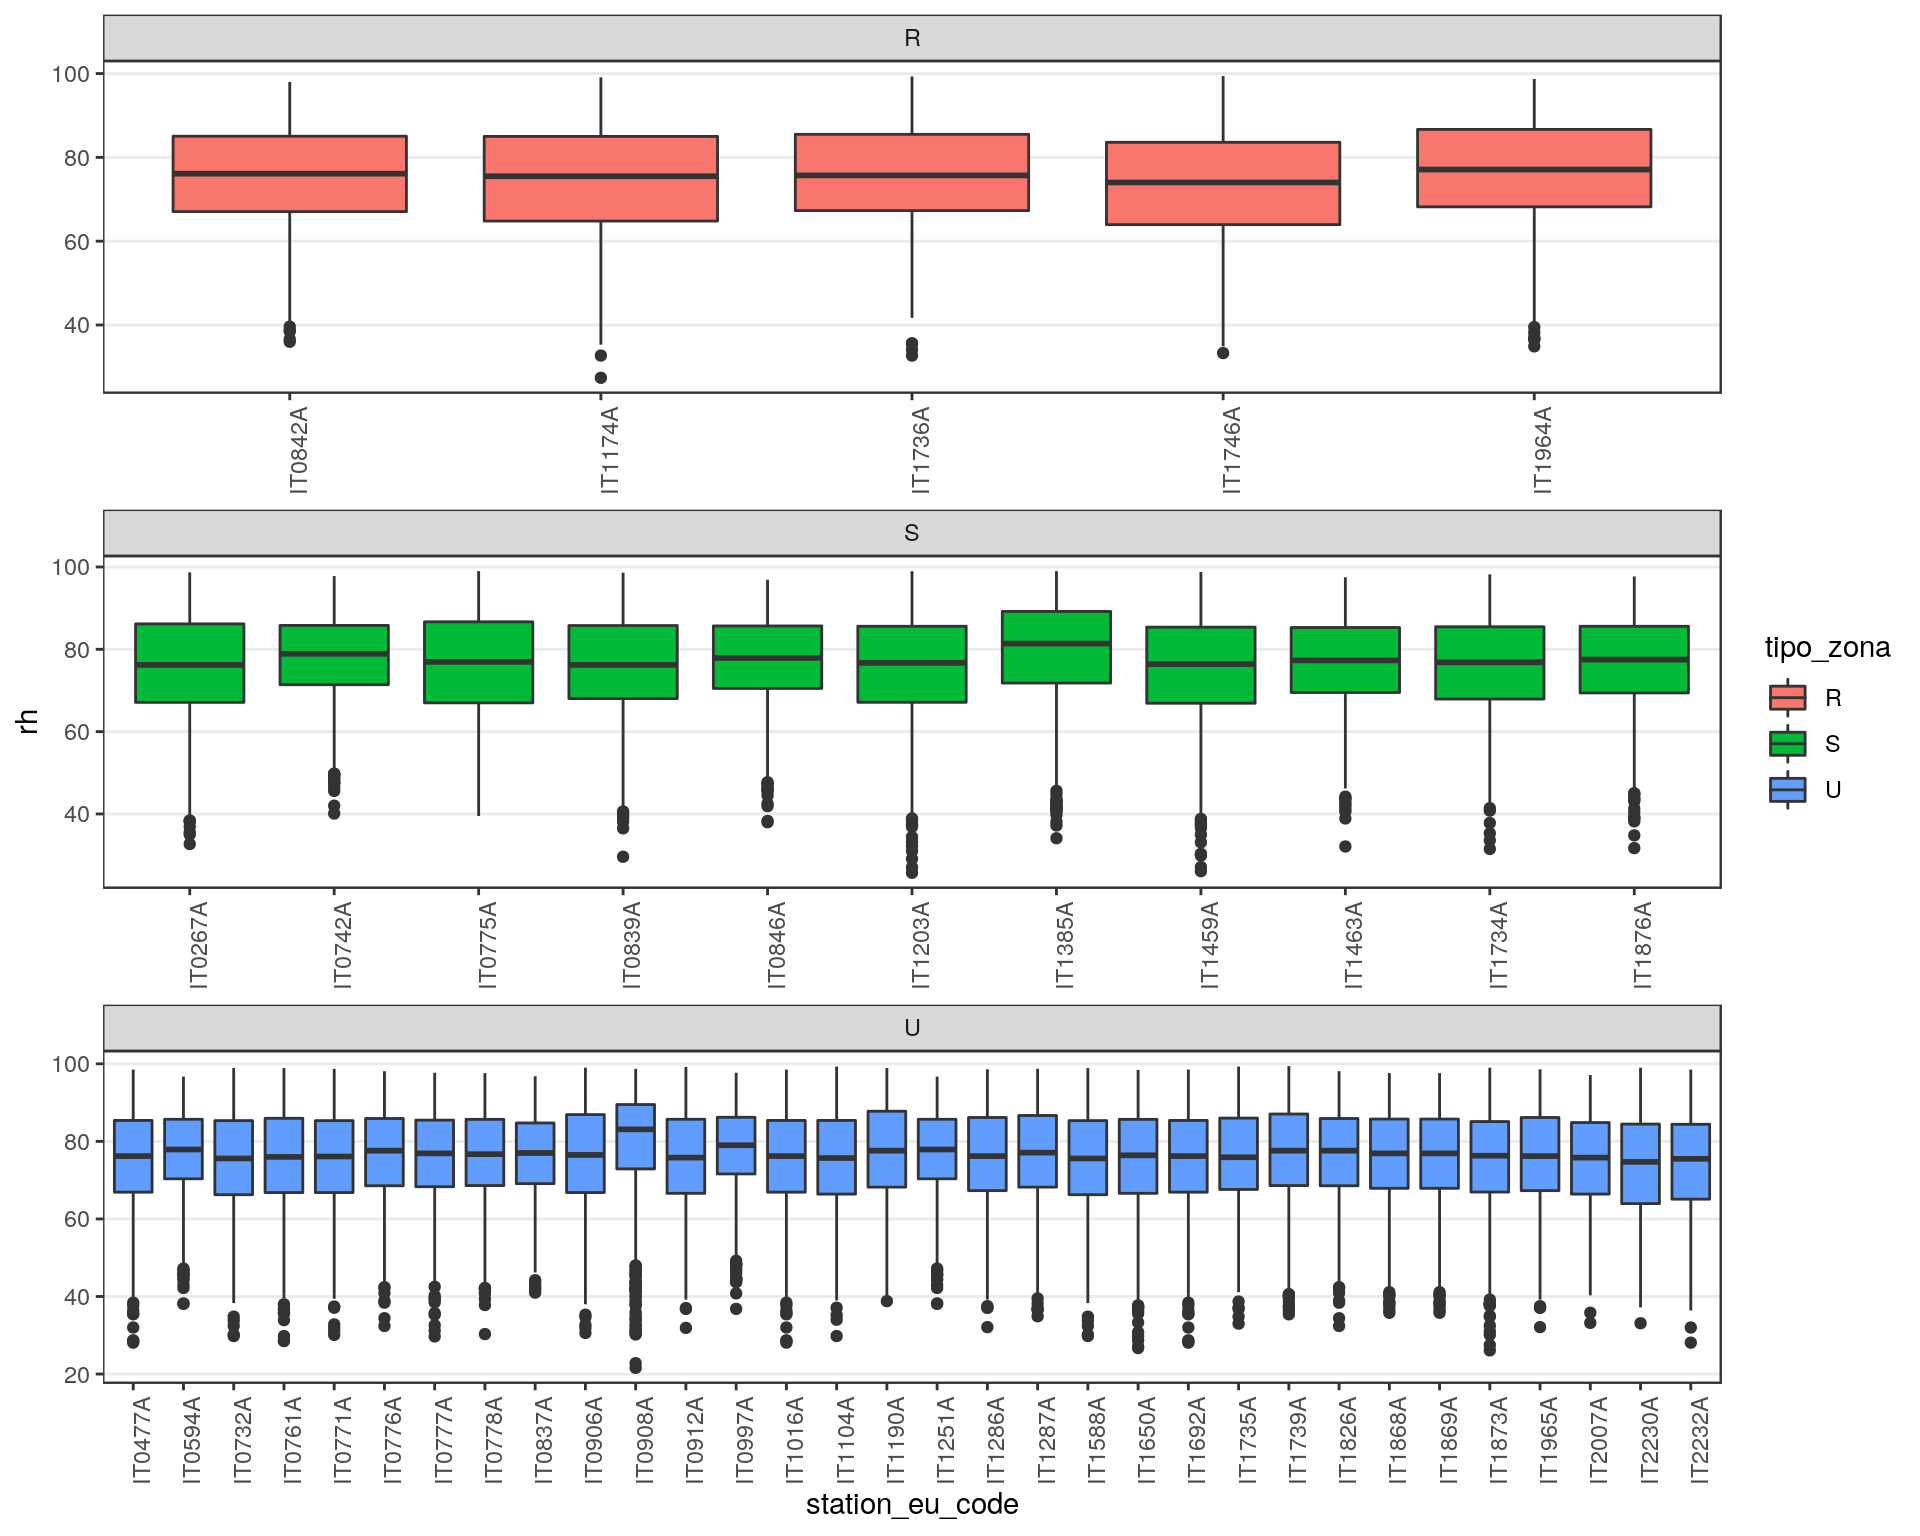 R
100
80
60
40
IT0842A
IT1174A
IT1736A
IT1746A
IT1964A
S
100
80
60
40
IT0267A
IT0742A
IT0775A
IT0839A
IT0846A
IT1203A
IT1385A
IT1459A
IT1463A
IT1734A
IT1876A
rh
U
100
80
60
40
20
IT0477A
IT0594A
IT0732A
IT0761A
IT0771A
IT0776A
IT0777A
IT0778A
IT0837A
IT0906A
IT0908A
IT0912A
IT0997A
IT1016A
IT1104A
IT1190A
IT1251A
IT1286A
IT1287A
IT1588A
IT1650A
IT1692A
IT1735A
IT1739A
IT1826A
IT1868A
IT1869A
IT1873A
IT1965A
IT2007A
IT2230A
IT2232A
station_eu_code
tipo_zona
R
S
U